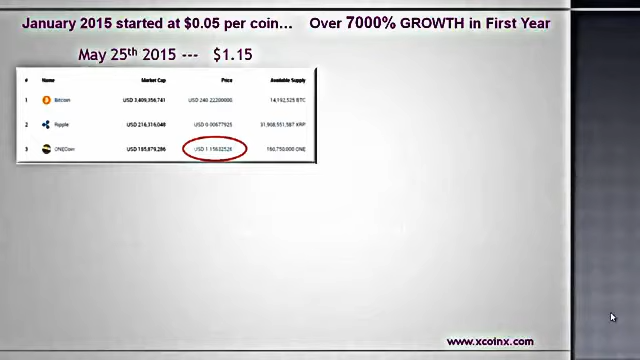 January 2015 started at $0.05 per coin... Over 7000% GROWTH in First Year
May 25th 2015 --- $1.15
# Name Market Cap Price Available Supply
1 Bitcoin USD 3,409,356,741 USD 240.22200000 14,192,525 BTC
2 Ripple USD 216,316,048 USD 0.00677925 31,908,551,587 XRP
3 ONECoin USD 185,879,286 USD 1.15632526 160,750,000 ONE
www.xcoinx.com